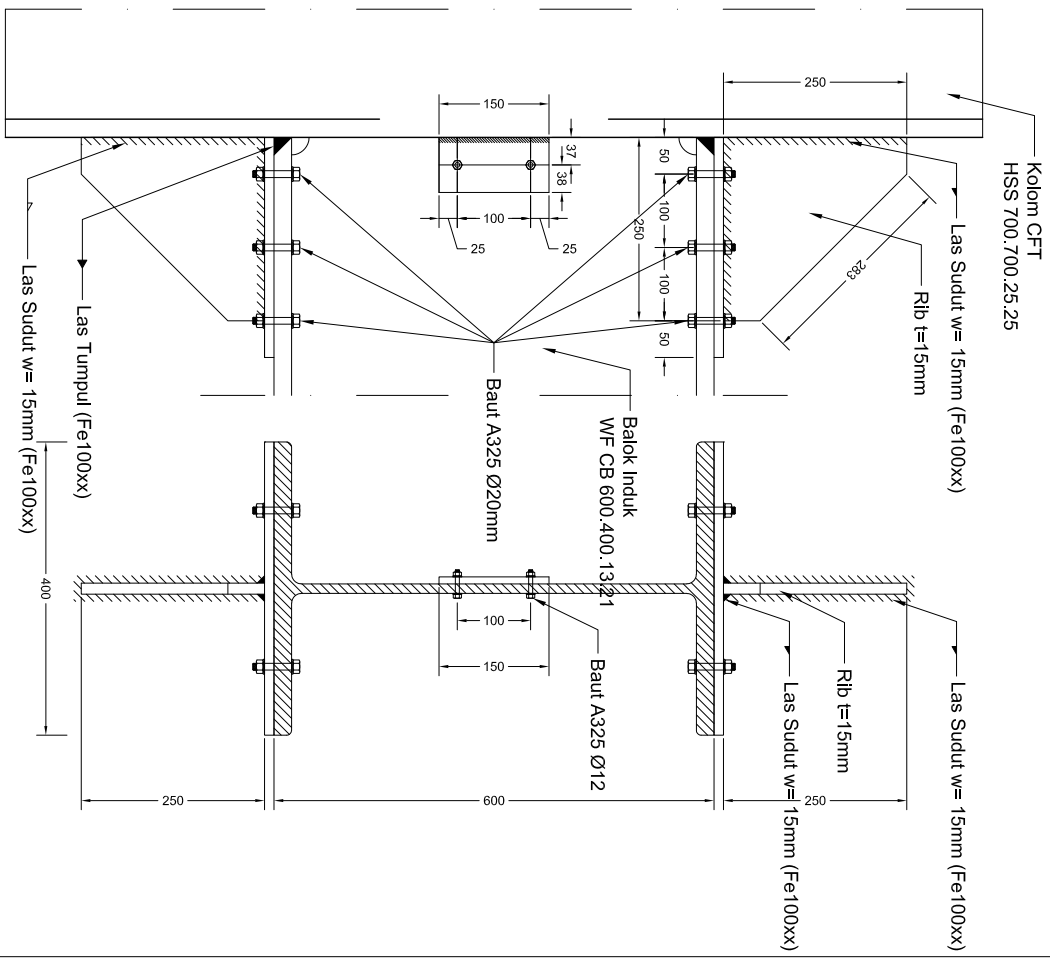 Kolom CFT
HSS 700.700.25.25
Las Sudut w= 15mm (Fe100xx)
Rib t=15mm
250
283
150
37
38
100
25
25
50
100
250
100
50
Baut A325 Ø20mm
Balok Induk
WF CB 600.400.13.21
Las Tumpul (Fe100xx)
Las Sudut w= 15mm (Fe100xx)
400
100
150
Baut A325 Ø12
Las Sudut w= 15mm (Fe100xx)
Rib t=15mm
Las Sudut w= 15mm (Fe100xx)
250
600
250